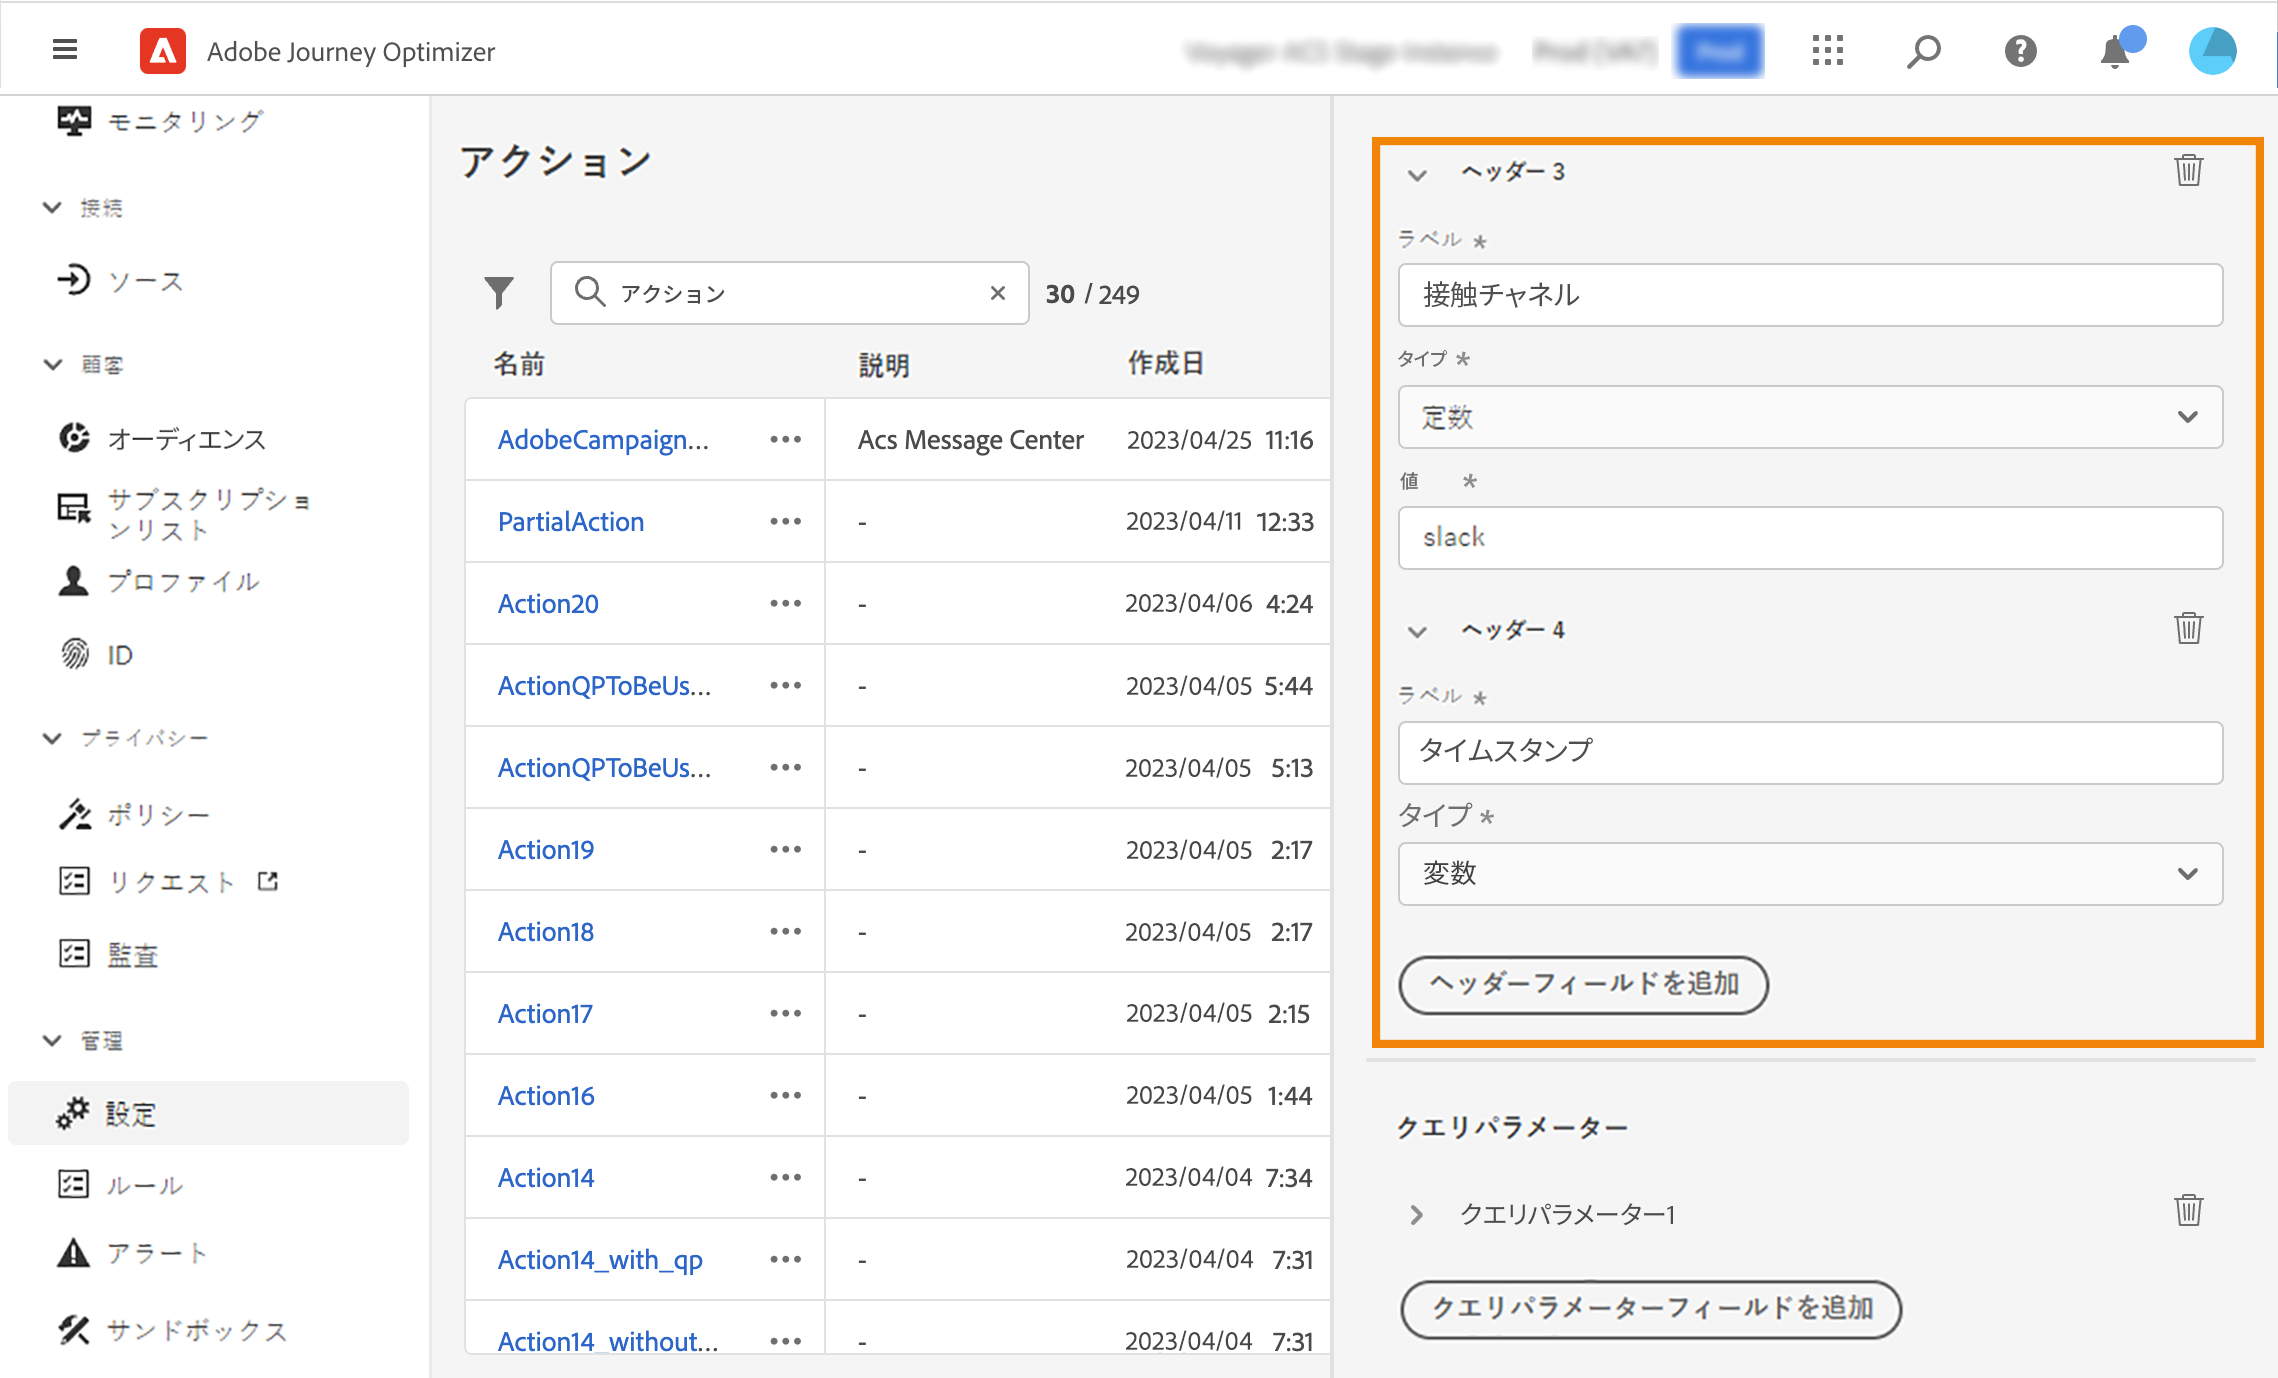 Adobe Journey Optimizer
モニタリング
接続
ソース
顧客
オーディエンス
サブスクリプショ
ンリスト
プロファイル
ID
プライバシー
ポリシー
リクエスト
監査
管理
設定
ルール
アラート
サンドボックス
アクション
アクション
30 / 249
名前 説明 作成日
AdobeCampaign... Acs Message Center 2023/04/25 11:16
PartialAction - 2023/04/11 12:33
Action20 - 2023/04/06 4:24
ActionQPToBeUs... - 2023/04/05 5:44
ActionQPToBeUs... - 2023/04/05 5:13
Action19 - 2023/04/05 2:17
Action18 - 2023/04/05 2:17
Action17 - 2023/04/05 2:15
Action16 - 2023/04/05 1:44
Action14 - 2023/04/04 7:34
Action14_with_qp - 2023/04/04 7:31
Action14_without... - 2023/04/04 7:31
ヘッダー 3
ラベル *
接触チャネル
タイプ *
定数
値 *
slack
ヘッダー 4
ラベル *
タイムスタンプ
タイプ *
変数
ヘッダーフィールドを追加
クエリパラメーター
クエリパラメーター1
クエリパラメーターフィールドを追加